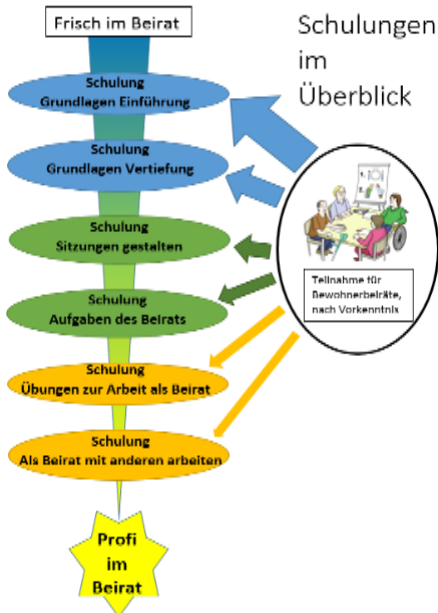 Frisch im Beirat
Schulungen
im
Überblick
Schulung
Grundlagen Einführung
Schulung
Grundlagen Vertiefung
Schulung
Sitzungen gestalten
Schulung
Aufgaben des Beirats
Schulung
Übungen zur Arbeit als Beirat
Schulung
Als Beirat mit anderen arbeiten
Teilnahme für
Bewohnerbeiräte,
nach Vorkenntnis
Profi
im
Beirat